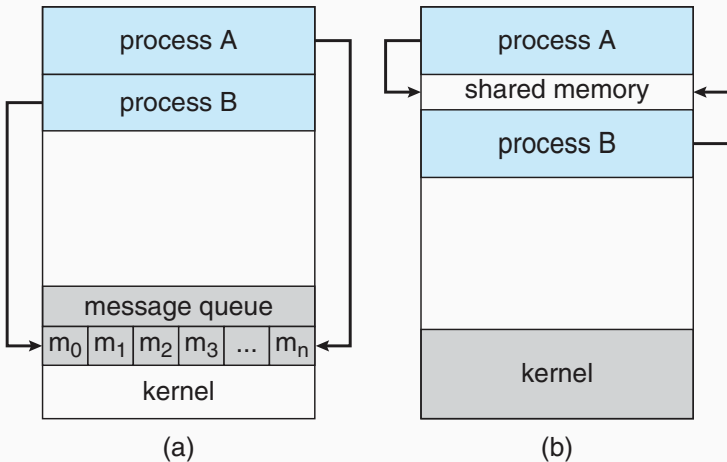 process A
process B
message queue
m₀ m₁ m₂ m₃ ... mₙ
kernel
(a)
process A
shared memory
process B
kernel
(b)